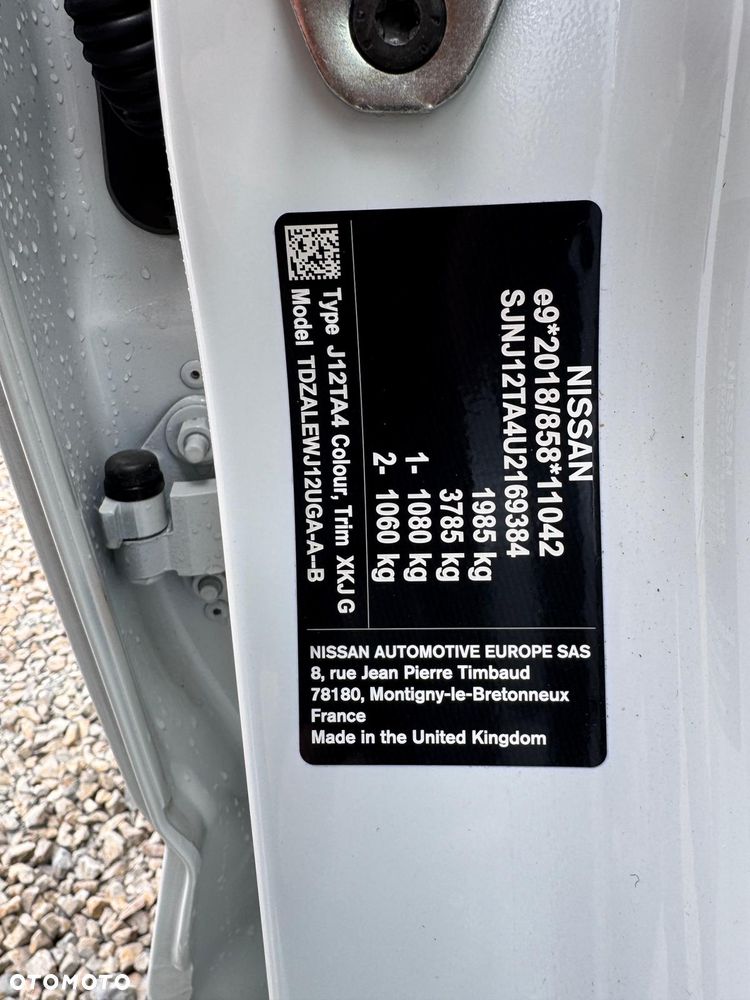 NISSAN
e9*2018/858*11042
SJNJ12TA4U2169384
1985 kg
3785 kg
1- 1080 kg
2- 1060 kg
Type J12TA4 Colour, Trim XKJ G
Model TDZALEWJ12UGA-A--B
NISSAN AUTOMOTIVE EUROPE SAS
8, rue Jean Pierre Timbaud
78180, Montigny-le-Bretonneux
France
Made in the United Kingdom
OTOMOTO